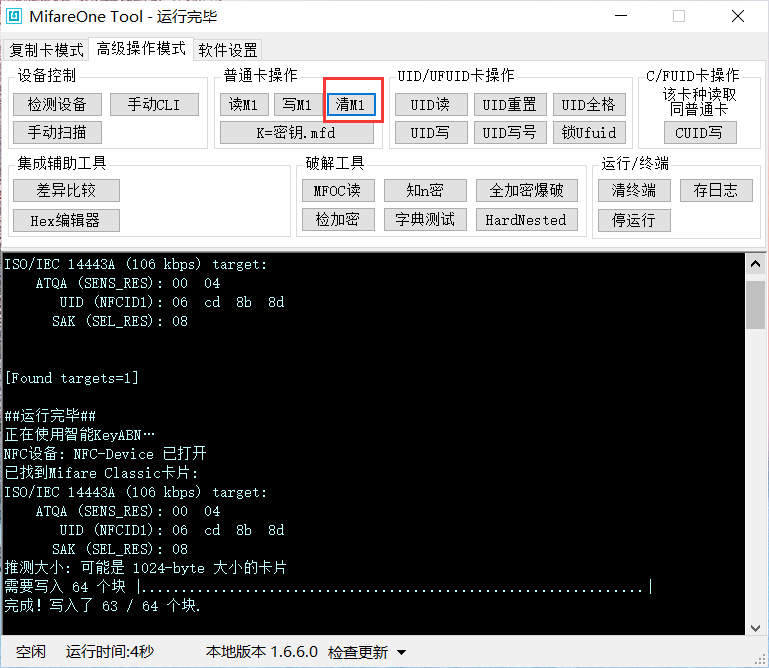 MifareOne Tool - 运行完毕
复制卡模式 高级操作模式 软件设置
设备控制 普通卡操作 UID/UFUID卡操作 C/FUID卡操作
检测设备 手动CLI 读M1 写M1 清M1 UID读 UID重置 UID全格 该卡种读取
同普通卡
手动扫描 K=密钥.mfd UID写 UID写号 锁Ufuid CUID写
集成辅助工具 破解工具 运行/终端
差异比较 MFOC读 知n密 全加密爆破 清终端 存日志
Hex编辑器 检加密 字典测试 HardNested 停运行
ISO/IEC 14443A (106 kbps) target:
ATQA (SENS_RES): 00 04
UID (NFCID1): 06 cd 8b 8d
SAK (SEL_RES): 08
[Found targets=1]
##运行完毕##
正在使用智能KeyABN…
NFC设备: NFC-Device 已打开
已找到Mifare Classic卡片:
ISO/IEC 14443A (106 kbps) target:
ATQA (SENS_RES): 00 04
UID (NFCID1): 06 cd 8b 8d
SAK (SEL_RES): 08
推测大小: 可能是 1024-byte 大小的卡片
需要写入 64 个块 |................................................................|
完成! 写入了 63 / 64 个块.
空闲 运行时间:4秒 本地版本 1.6.6.0 检查更新